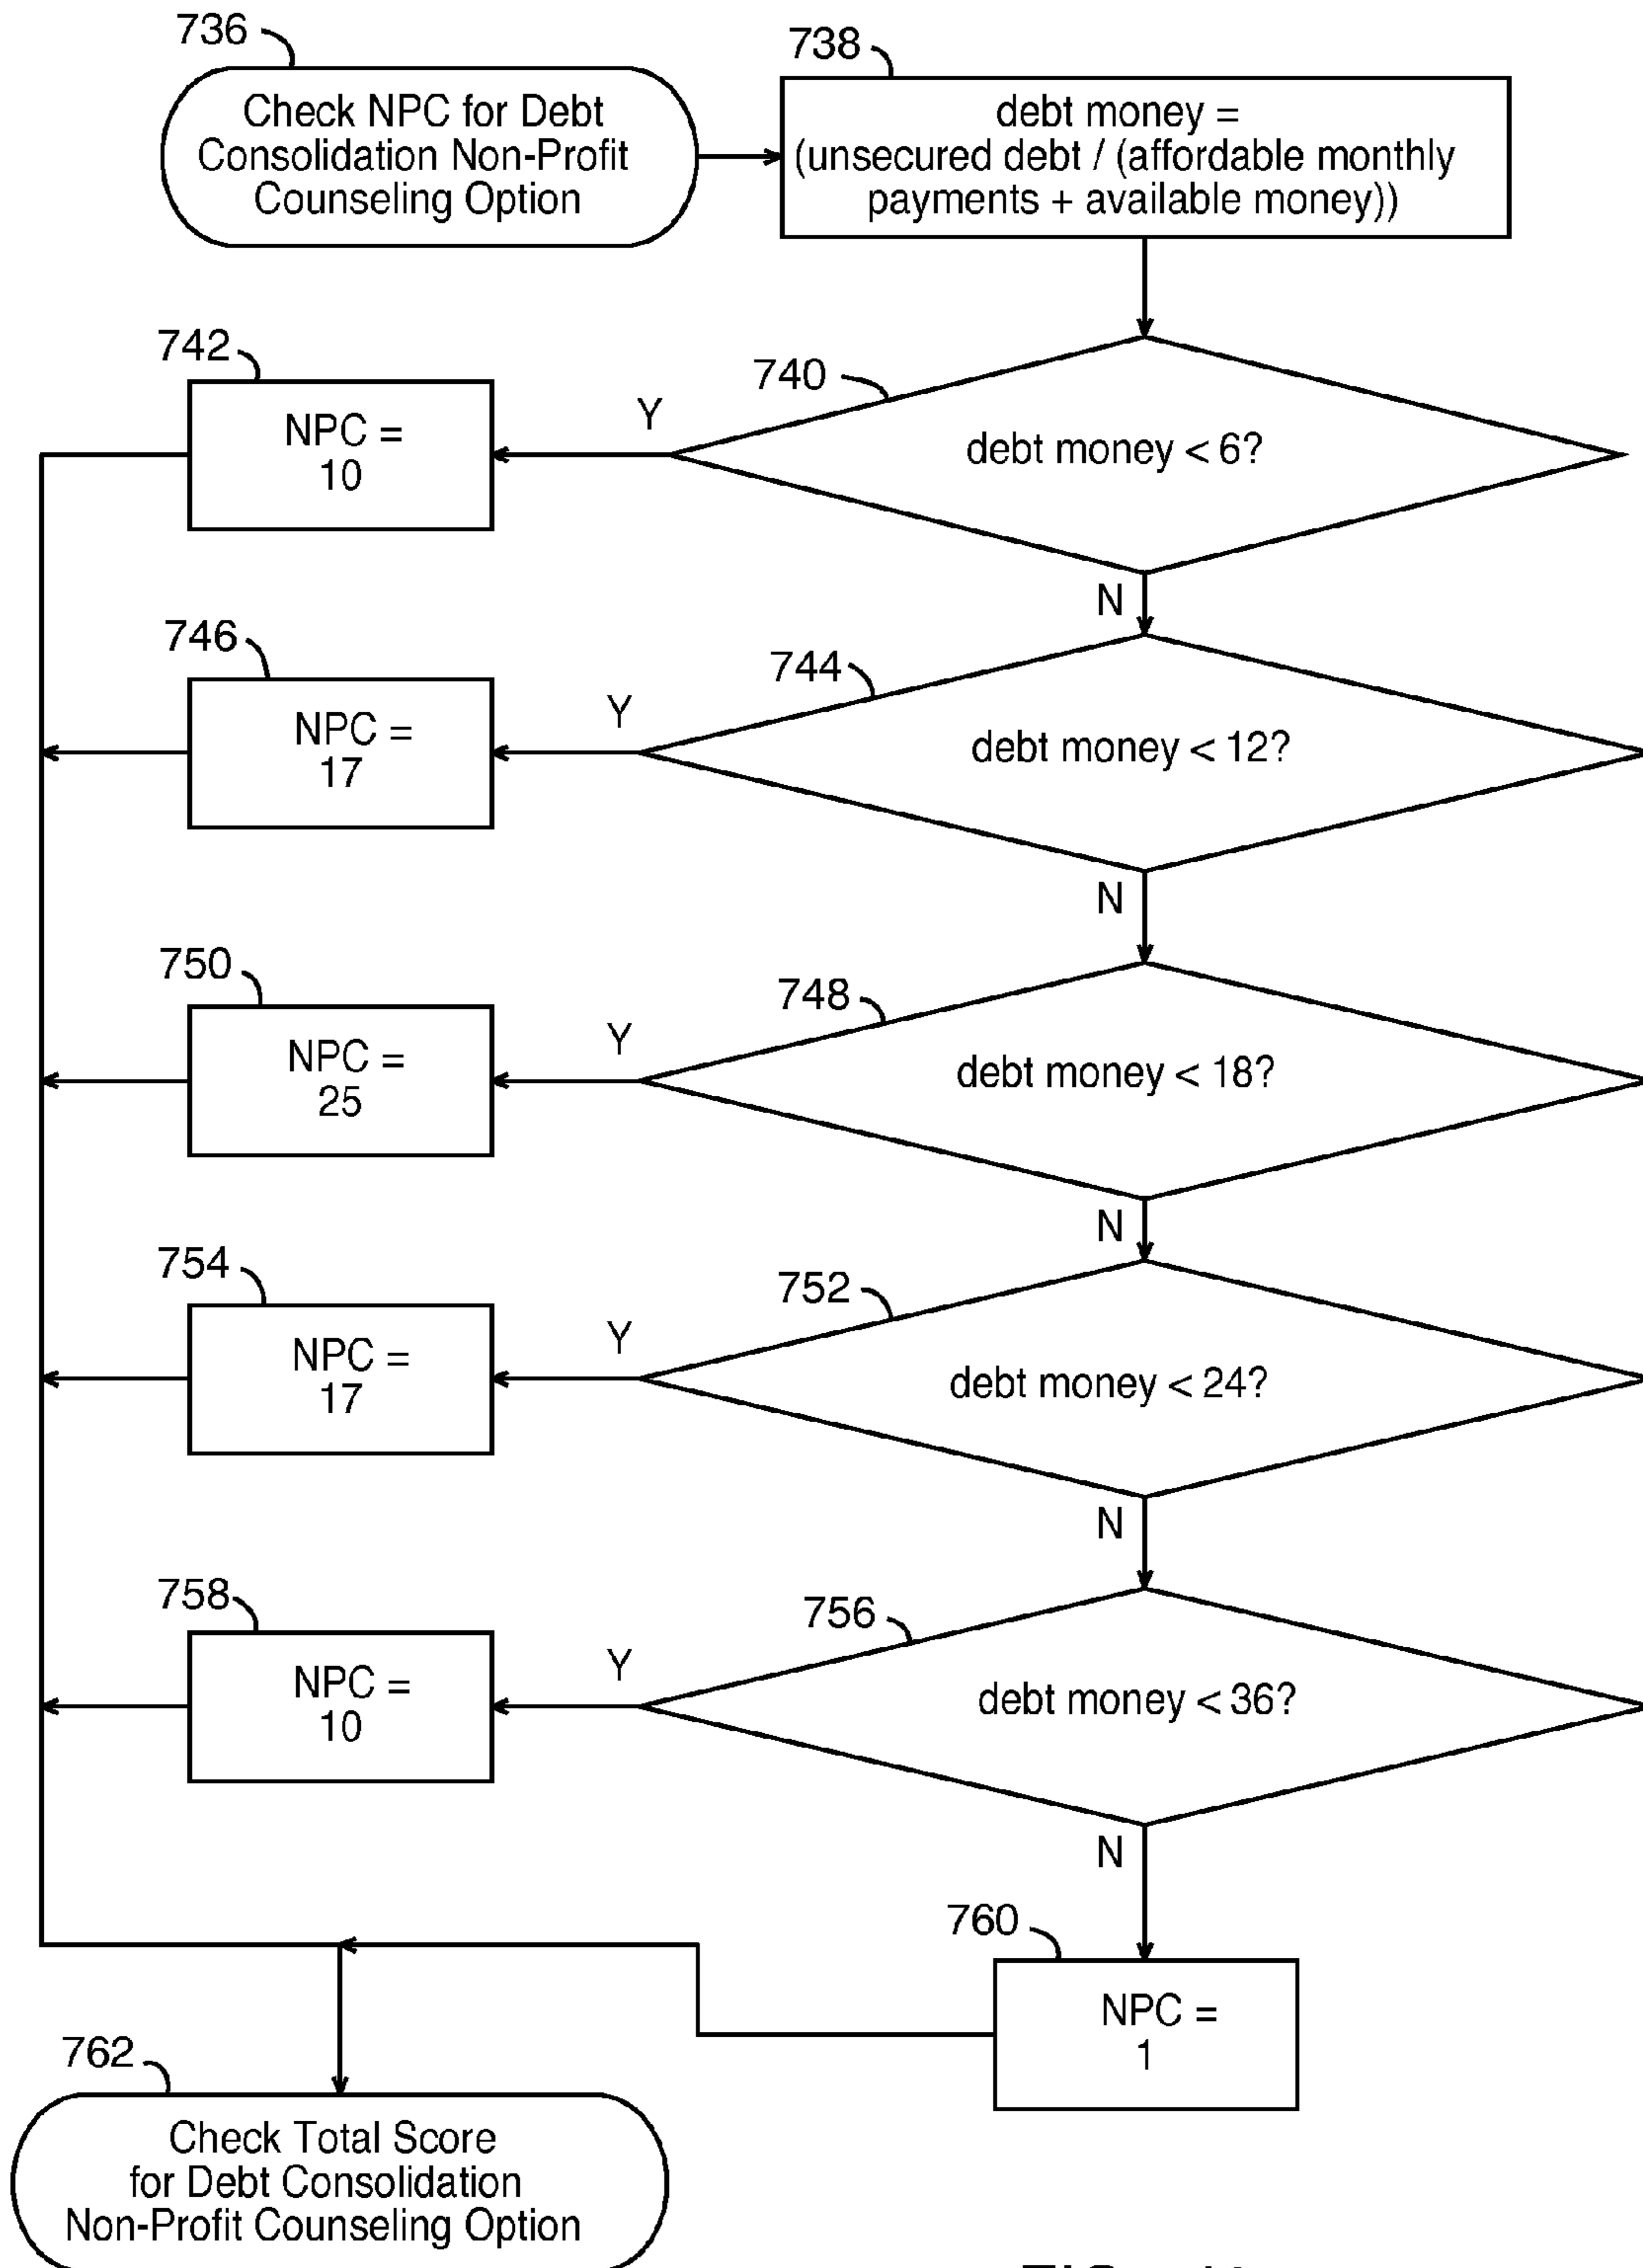 736
Check NPC for Debt
Consolidation Non-Profit
Counseling Option
738
debt money =
(unsecured debt / (affordable monthly
payments + available money))
742
NPC =
10
740
Y
debt money < 6?
N
746
NPC =
17
744
Y
debt money < 12?
N
750
NPC =
25
748
Y
debt money < 18?
N
754
NPC =
17
752
Y
debt money < 24?
N
758
NPC =
10
756
Y
debt money < 36?
N
760
NPC =
1
762
Check Total Score
for Debt Consolidation
Non-Profit Counseling Option